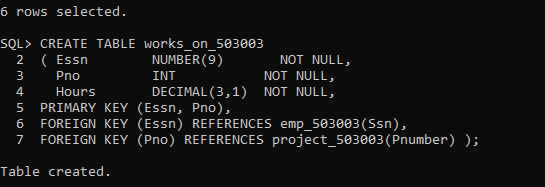 6 rows selected.
SQL> CREATE TABLE works_on_503003
2 ( Essn NUMBER(9) NOT NULL,
3 Pno INT NOT NULL,
4 Hours DECIMAL(3,1) NOT NULL,
5 PRIMARY KEY (Essn, Pno),
6 FOREIGN KEY (Essn) REFERENCES emp_503003(Ssn),
7 FOREIGN KEY (Pno) REFERENCES project_503003(Pnumber) );
Table created.